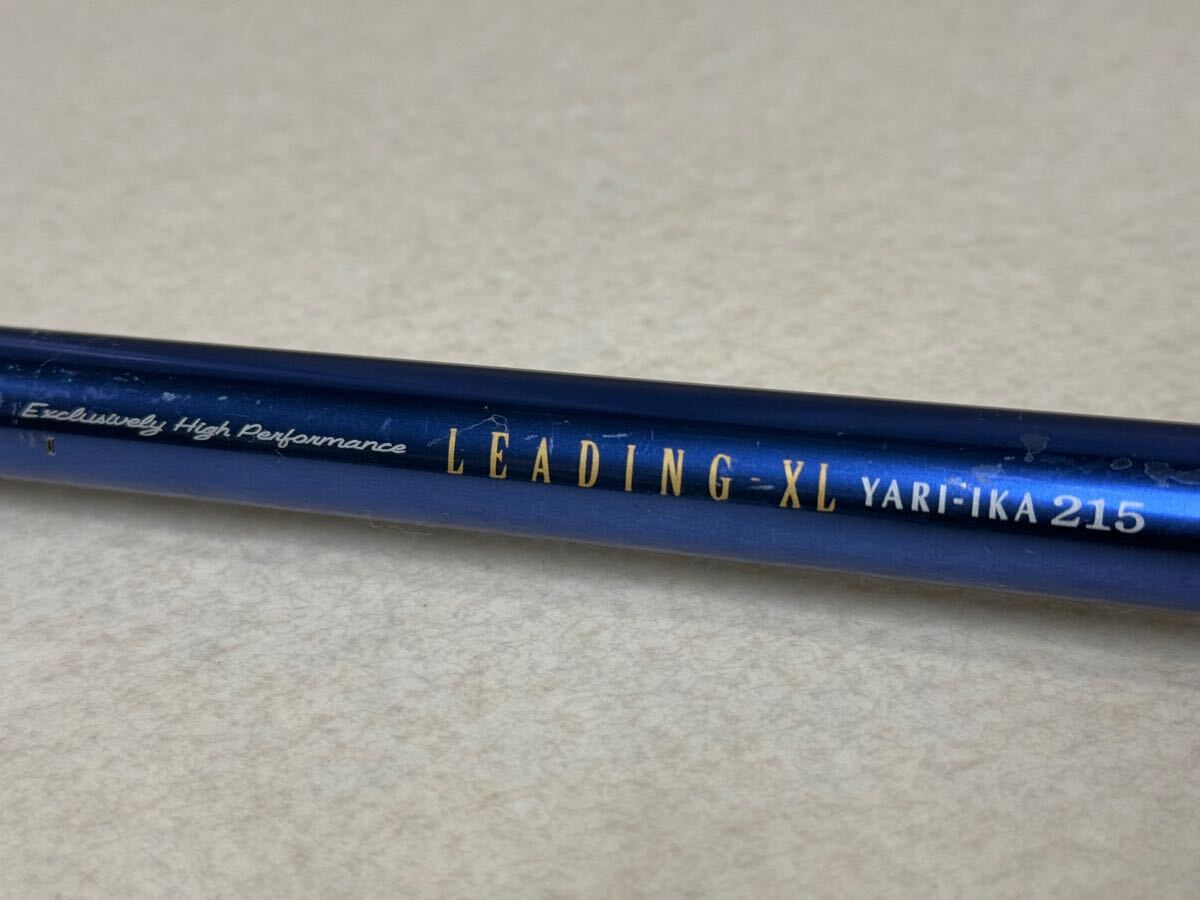 Exclusively High Performance LEADING-XL YARI-IKA 215